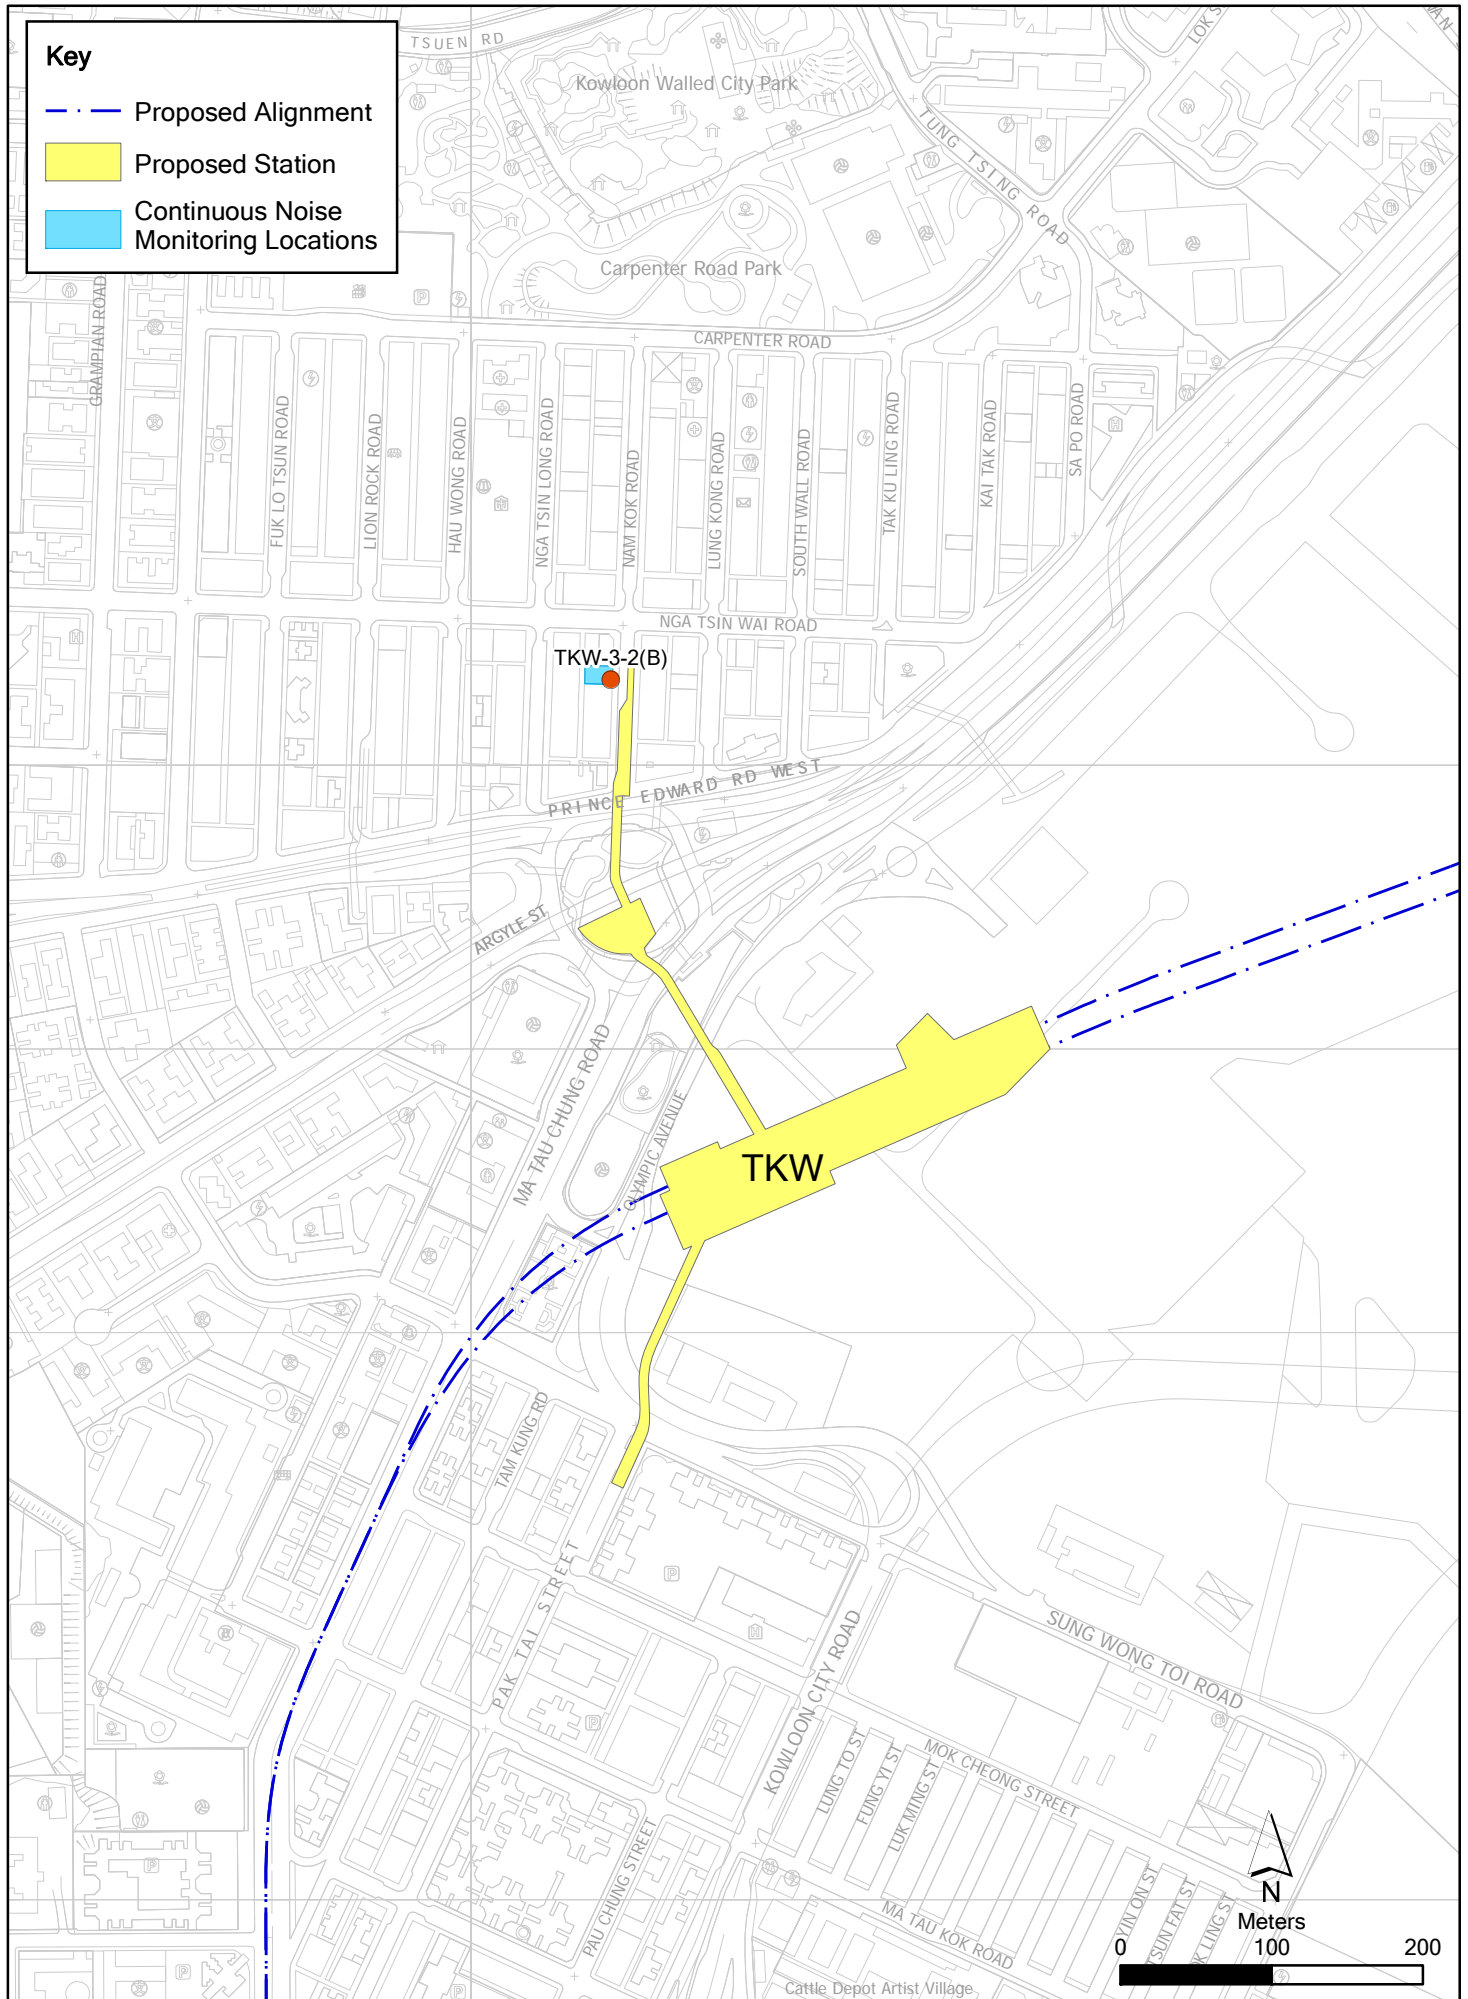 Key
Proposed Alignment
Proposed Station
Continuous Noise
Monitoring Locations
TSUEN RD
Kowloon Walled City Park
TUNG TSING ROAD
Carpenter Road Park
CARPENTER ROAD
GRAMPIAN ROAD
FUK LO TSUN ROAD
LION ROCK ROAD
HAU WONG ROAD
NGA TSIN LONG ROAD
NAM KOK ROAD
LUNG KONG ROAD
SOUTH WALL ROAD
TAK KU LING ROAD
KAI TAK ROAD
SA PO ROAD
NGA TSIN WAI ROAD
TKW-3-2(B)
PRINCE EDWARD RD WEST
ARGYLE ST
MA TAU CHUNG ROAD
OLYMPIC AVENUE
TKW
TAM KUNG RD
PAK TAI STREET
KOWLOON CITY ROAD
SUNG WONG TOI ROAD
LUNG TO ST
FUNG YI ST
LUK MING ST
MOK CHEONG STREET
PAU CHUNG STREET
MA TAU KOK ROAD
YIN ON ST
TSUN FAT ST
LING ST
Cattle Depot Artist Village
N
Meters
0 100 200